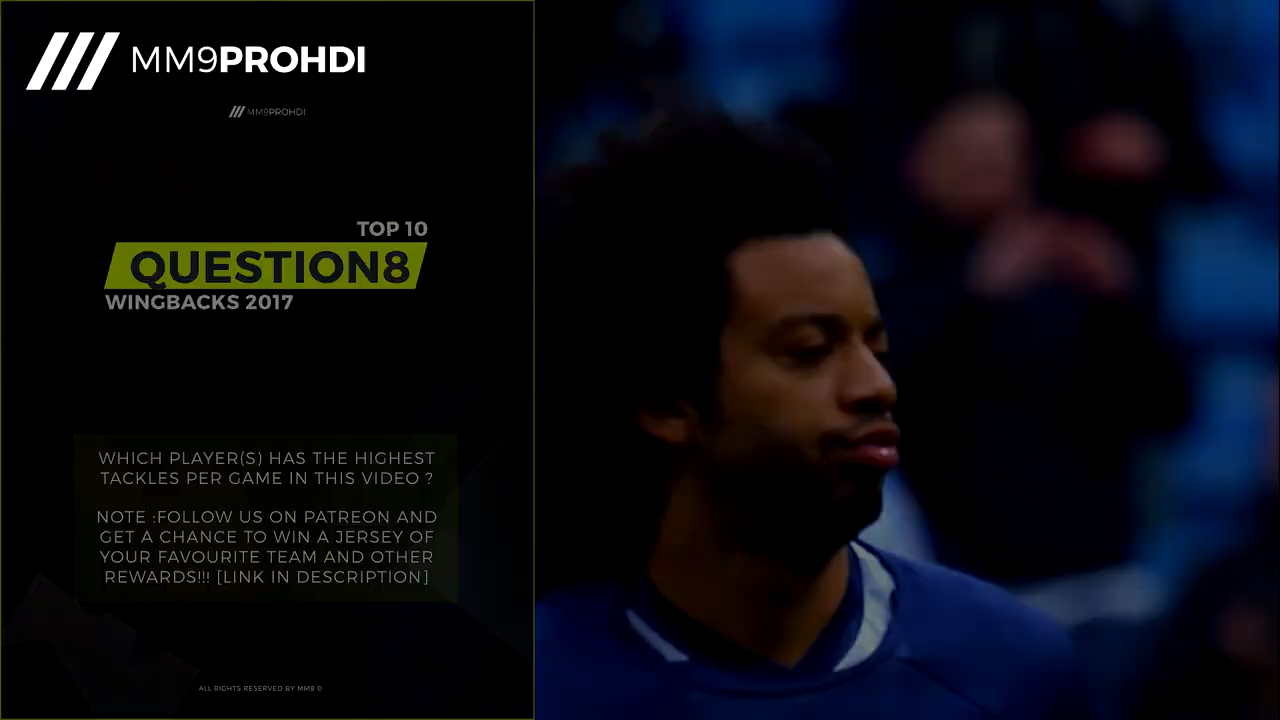 MM9PROHDI
MM9PROHDI
TOP 10
QUESTION8
WINGBACKS 2017
WHICH PLAYER(S) HAS THE HIGHEST
TACKLES PER GAME IN THIS VIDEO ?
NOTE :FOLLOW US ON PATREON AND
GET A CHANCE TO WIN A JERSEY OF
YOUR FAVOURITE TEAM AND OTHER
REWARDS!!! [LINK IN DESCRIPTION]
ALL RIGHTS RESERVED BY MM9 ©